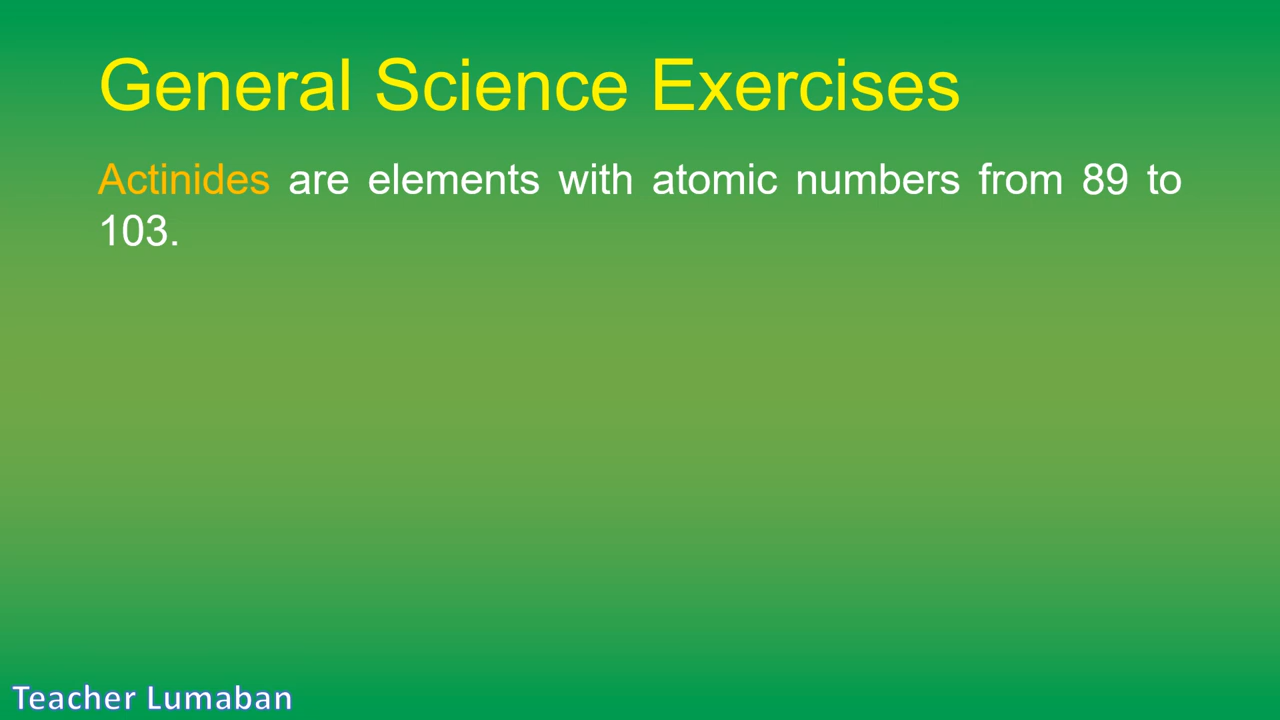 General Science Exercises
Actinides are elements with atomic numbers from 89 to
103.
Teacher Lumaban